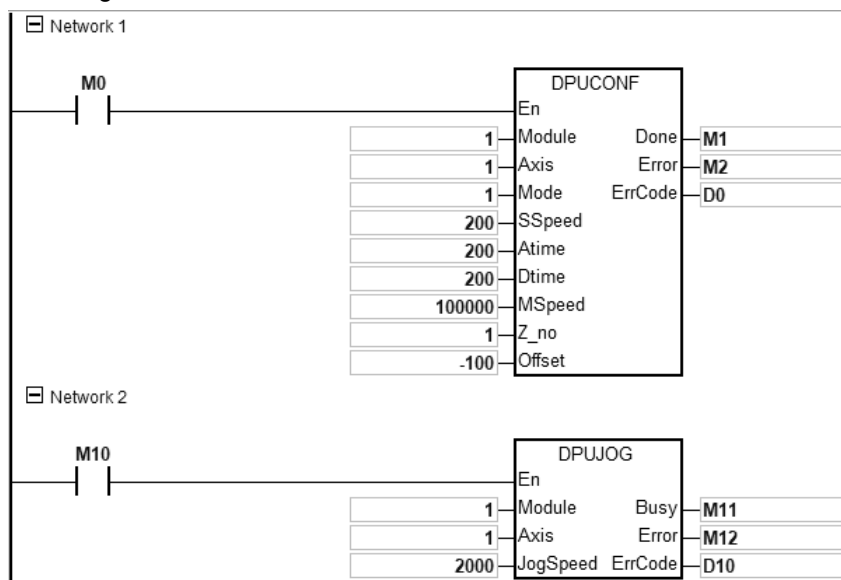 Network 1
M0
DPUCONF
En
1 Module Done M1
1 Axis Error M2
1 Mode ErrCode D0
200 SSpeed
200 Atime
200 Dtime
100000 MSpeed
1 Z_no
-100 Offset
Network 2
M10
DPUJOG
En
1 Module Busy M11
1 Axis Error M12
2000 JogSpeed ErrCode D10